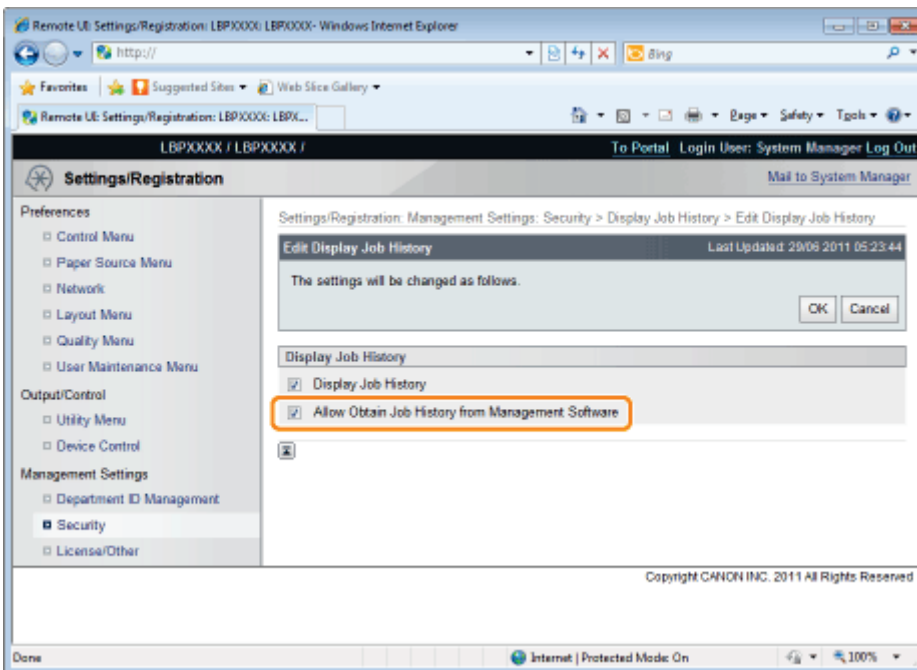 Remote UI: Settings/Registration: LBPXXXX: LBPXXXX- Windows Internet Explorer
http://
Bing
Favorites Suggested Sites Web Slice Gallery
Remote UI: Settings/Registration: LBPXXXX: LBPX... Page Safety Tools
LBPXXXX / LBPXXXX / To Portal Login User: System Manager Log Out
Settings/Registration Mail to System Manager
Preferences
Control Menu
Paper Source Menu
Network
Layout Menu
Quality Menu
User Maintenance Menu
Output/Control
Utility Menu
Device Control
Management Settings
Department ID Management
Security
License/Other
Settings/Registration: Management Settings: Security > Display Job History > Edit Display Job History
Edit Display Job History Last Updated: 29/06 2011 05:23:44
The settings will be changed as follows.
OK Cancel
Display Job History
Display Job History
Allow Obtain Job History from Management Software
Copyright CANON INC. 2011 All Rights Reserved
Done Internet | Protected Mode: On 100%